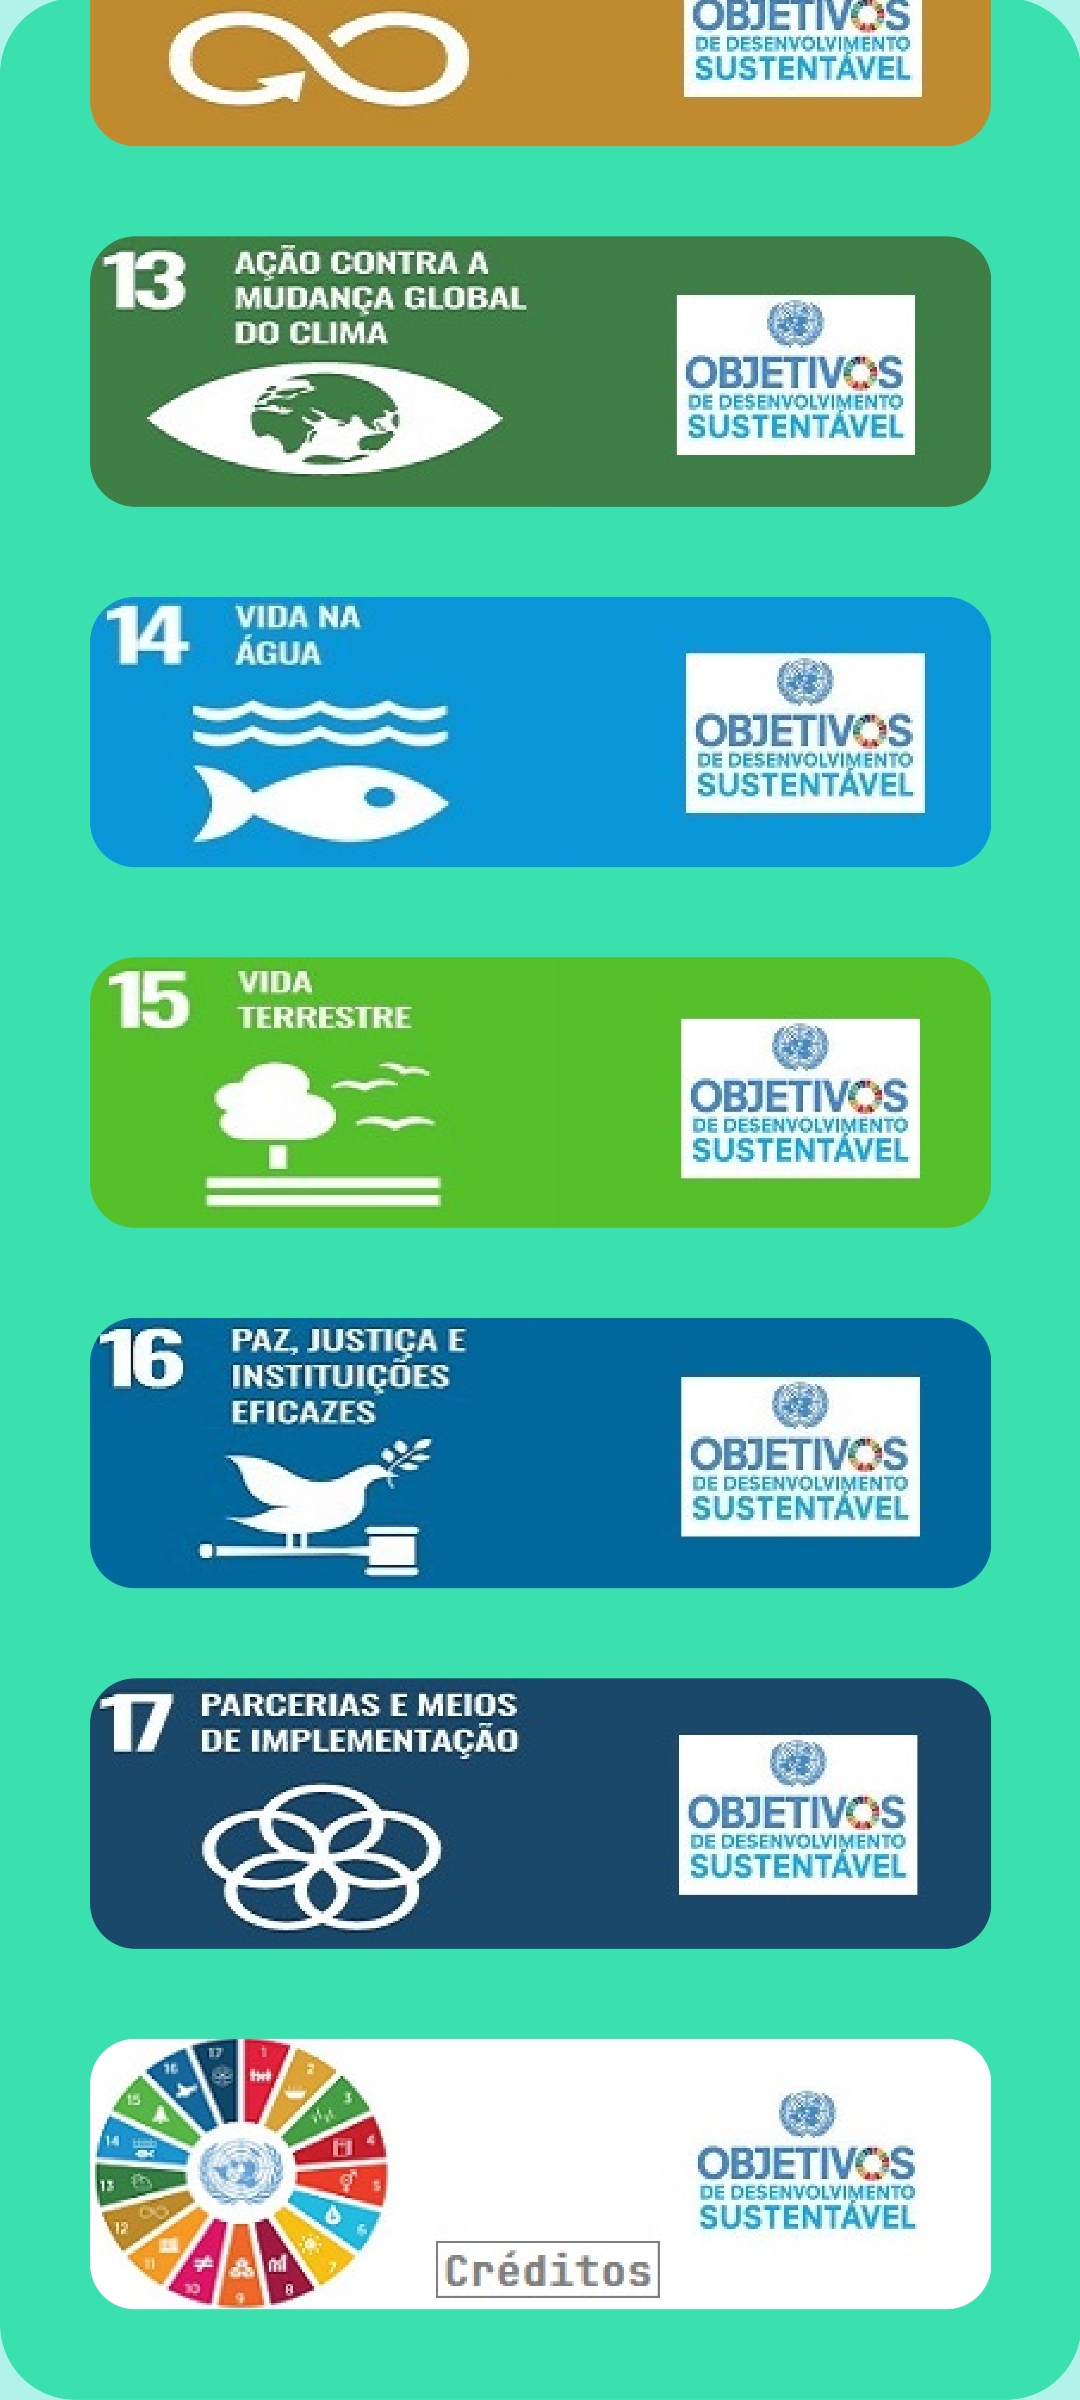 OBJETIVOS
DE DESENVOLVIMENTO
SUSTENTÁVEL
13
AÇÃO CONTRA A
MUDANÇA GLOBAL
DO CLIMA
OBJETIVOS
DE DESENVOLVIMENTO
SUSTENTÁVEL
14
VIDA NA
ÁGUA
OBJETIVOS
DE DESENVOLVIMENTO
SUSTENTÁVEL
15
VIDA
TERRESTRE
OBJETIVOS
DE DESENVOLVIMENTO
SUSTENTÁVEL
16
PAZ, JUSTIÇA E
INSTITUIÇÕES
EFICAZES
OBJETIVOS
DE DESENVOLVIMENTO
SUSTENTÁVEL
17
PARCERIAS E MEIOS
DE IMPLEMENTAÇÃO
OBJETIVOS
DE DESENVOLVIMENTO
SUSTENTÁVEL
1
2
3
4
5
6
7
8
9
10
11
12
13
14
15
16
17
OBJETIVOS
DE DESENVOLVIMENTO
SUSTENTÁVEL
Créditos